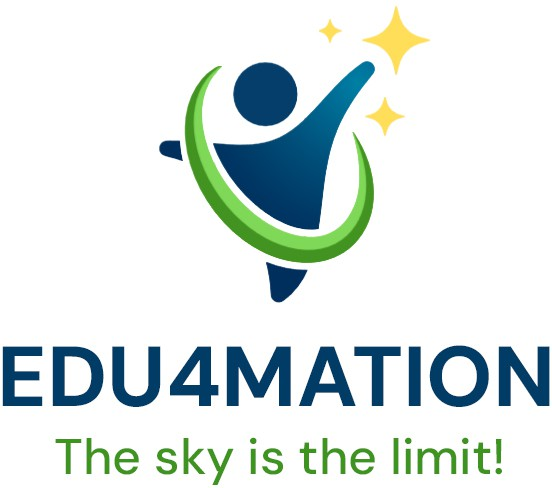 EDU4MATION
The sky is the limit!